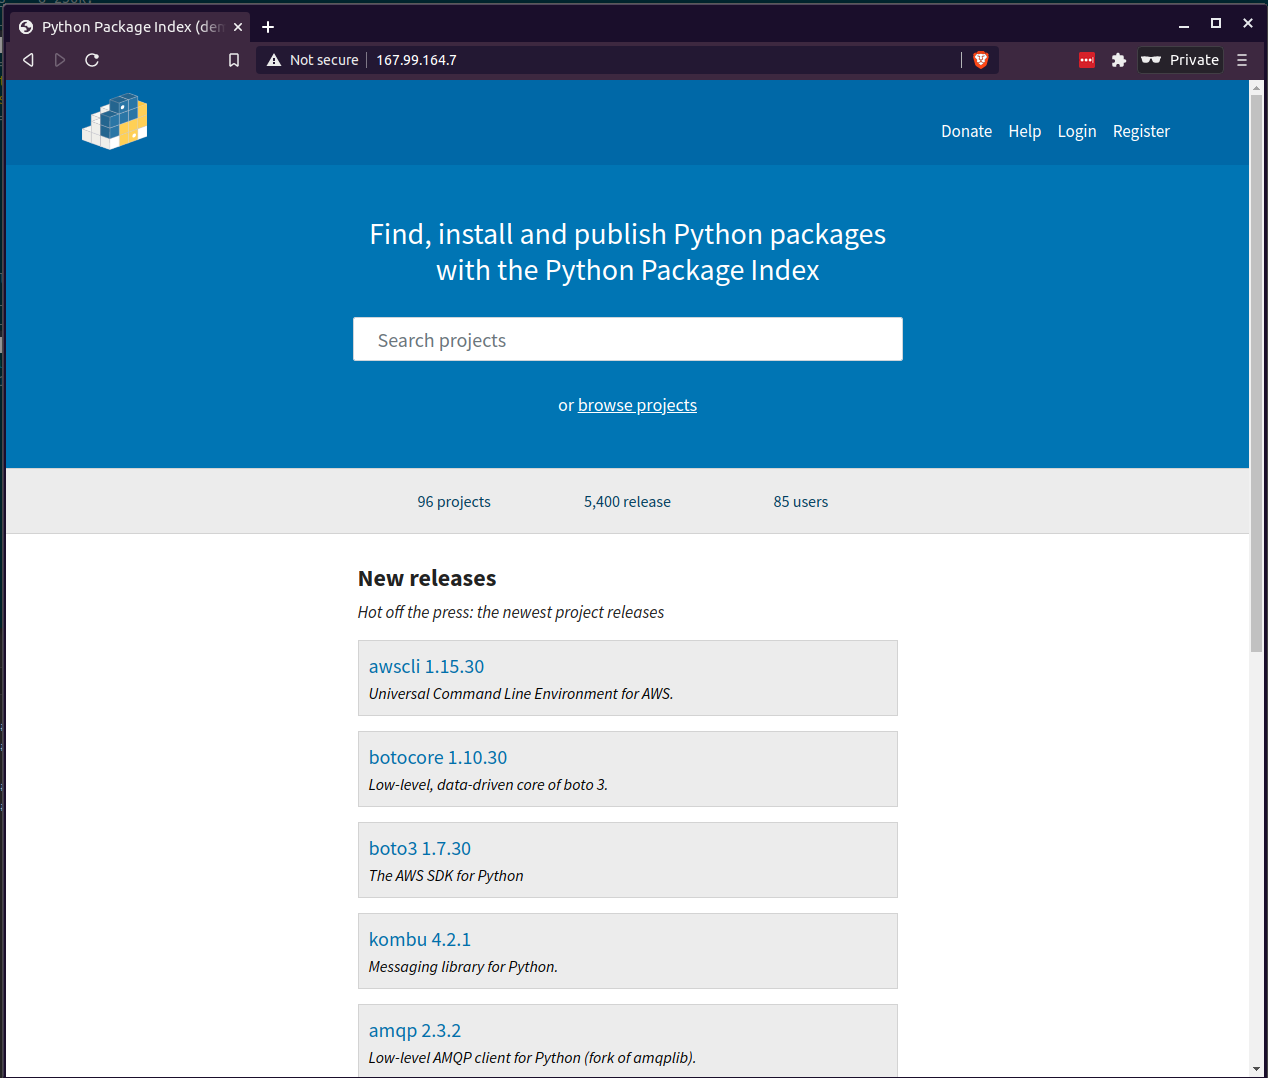 Python Package Index (den
Not secure
167.99.164.7
Private
Donate
Help
Login
Register
Find, install and publish Python packages
with the Python Package Index
Search projects
or browse projects
96 projects
5,400 release
85 users
New releases
Hot off the press: the newest project releases
awscli 1.15.30
Universal Command Line Environment for AWS.
botocore 1.10.30
Low-level, data-driven core of boto 3.
boto3 1.7.30
The AWS SDK for Python
kombu 4.2.1
Messaging library for Python.
amqp 2.3.2
Low-level AMQP client for Python (fork of amqplib).